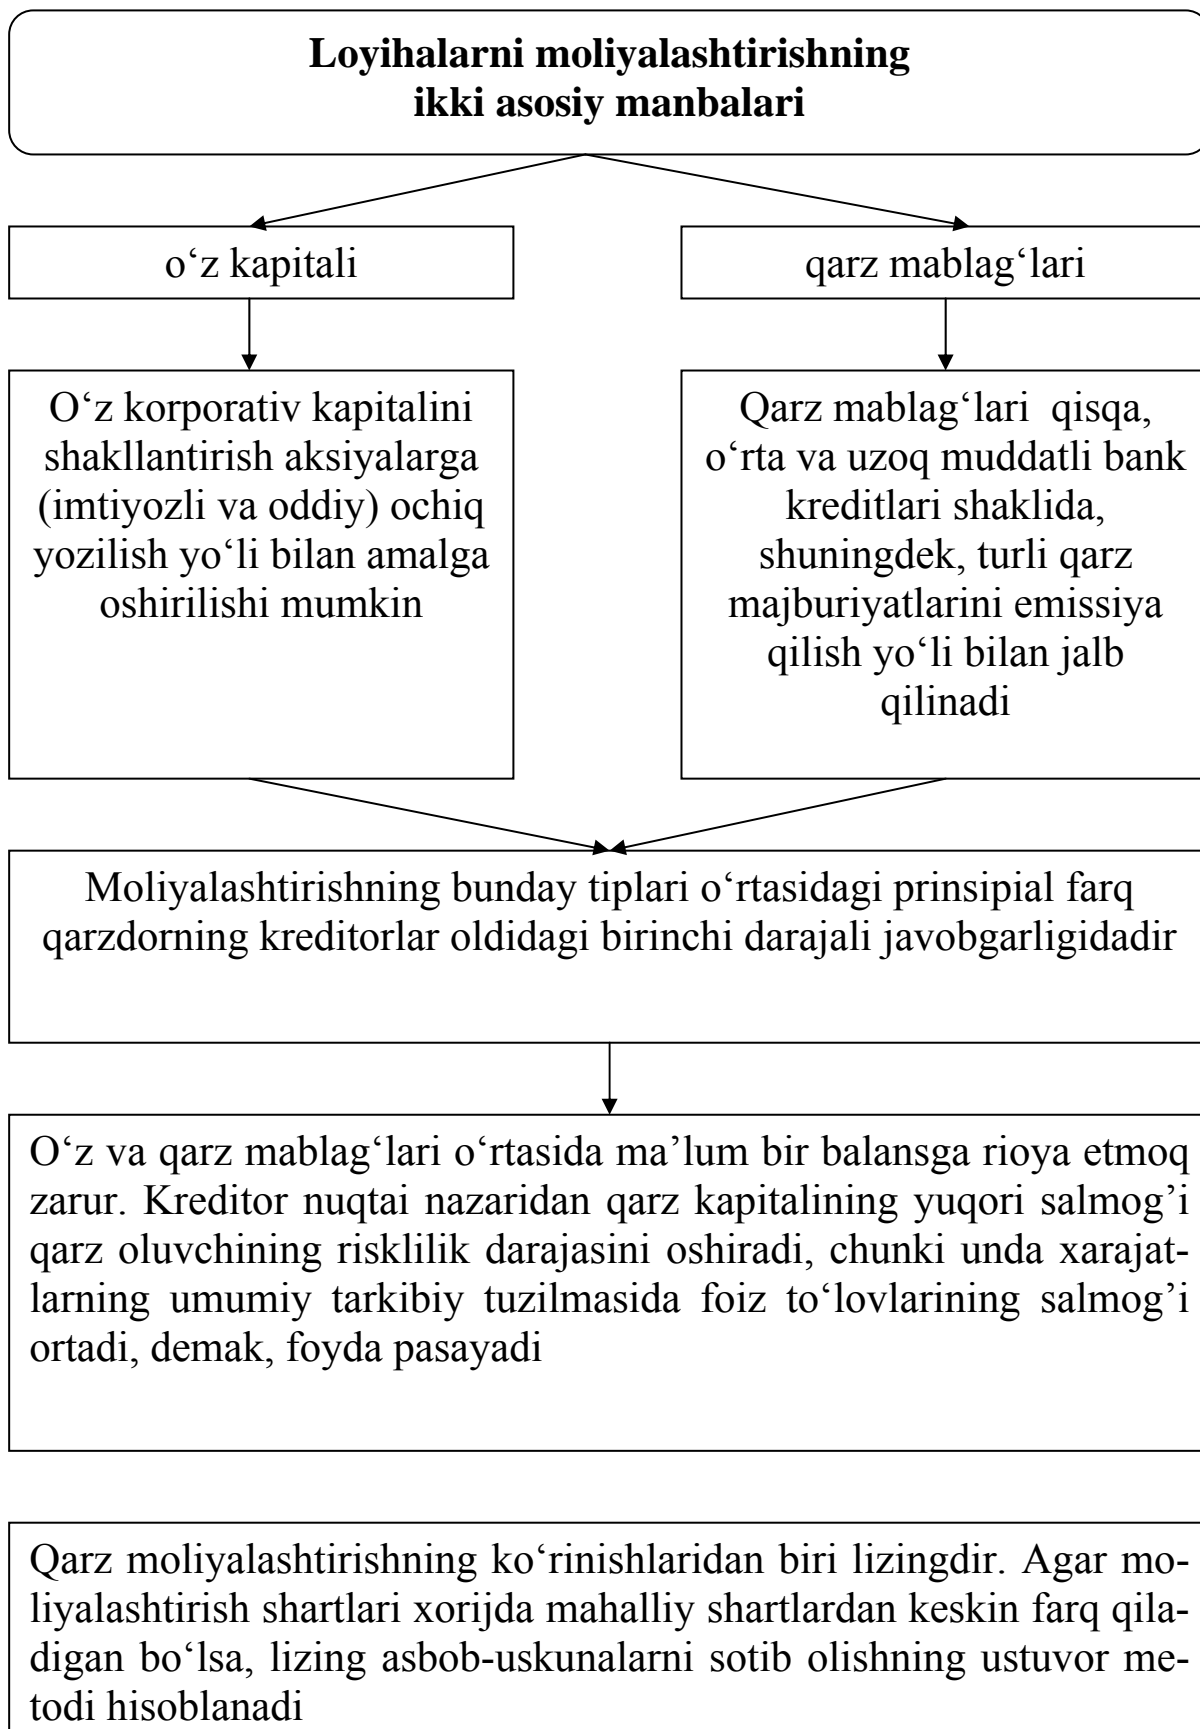 Loyihalarni moliyalashtirishning
ikki asosiy manbalari
o‘z kapitali
qarz mablag‘lari
O‘z korporativ kapitalini
shakllantirish aksiyalarga
(imtiyozli va oddiy) ochiq
yozilish yo‘li bilan amalga
oshirilishi mumkin
Qarz mablag‘lari qisqa,
o‘rta va uzoq muddatli bank
kreditlari shaklida,
shuningdek, turli qarz
majburiyatlarini emissiya
qilish yo‘li bilan jalb
qilinadi
Moliyalashtirishning bunday tiplari o‘rtasidagi prinsipial farq
qarzdorning kreditorlar oldidagi birinchi darajali javobgarligidadir
O‘z va qarz mablag‘lari o‘rtasida ma’lum bir balansga rioya etmoq
zarur. Kreditor nuqtai nazaridan qarz kapitalining yuqori salmog’i
qarz oluvchining risklilik darajasini oshiradi, chunki unda xarajat-
larning umumiy tarkibiy tuzilmasida foiz to‘lovlarining salmog’i
ortadi, demak, foyda pasayadi
Qarz moliyalashtirishning ko‘rinishlaridan biri lizingdir. Agar mo-
liyalashtirish shartlari xorijda mahalliy shartlardan keskin farq qila-
digan bo‘lsa, lizing asbob-uskunalarni sotib olishning ustuvor me-
todi hisoblanadi